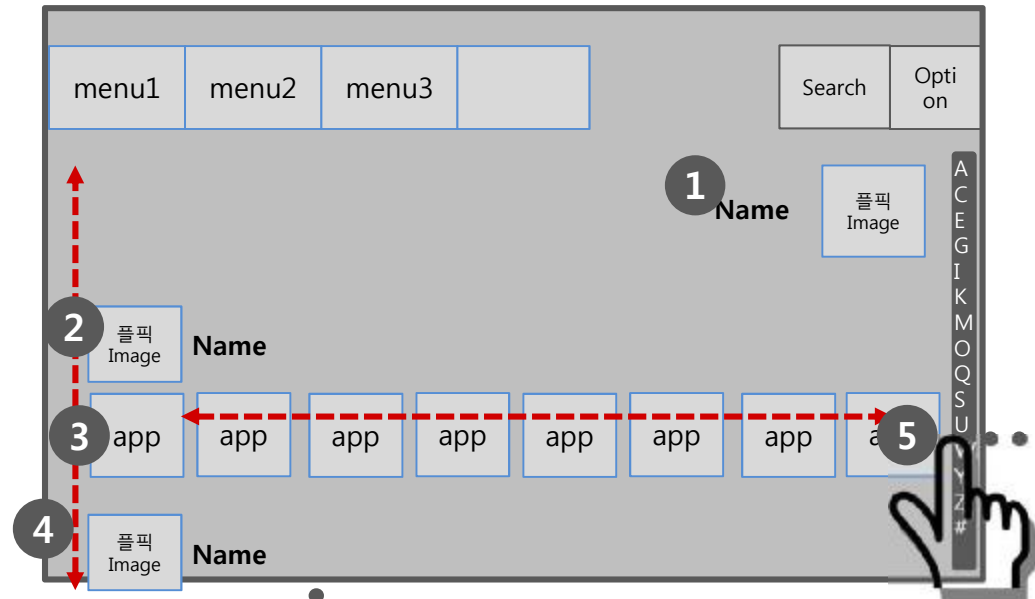 menu1 menu2 menu3 Search Opti
on
1
Name
플픽
Image
2
플픽
Image
Name
3
app app app app app app app
5
4
플픽
Image
Name
A
C
E
G
I
K
M
O
Q
S
U
W
Y
Z
#